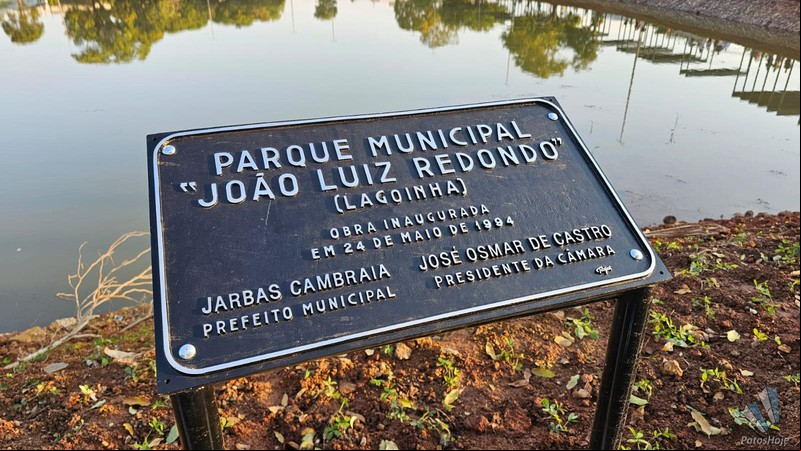 PARQUE MUNICIPAL
"JOÃO LUIZ REDONDO"
(LAGOINHA)
OBRA INAUGURADA
EM 24 DE MAIO DE 1994
JARBAS CAMBRAIA
PREFEITO MUNICIPAL
JOSÉ OSMAR DE CASTRO
PRESIDENTE DA CÂMARA
PatosHoje